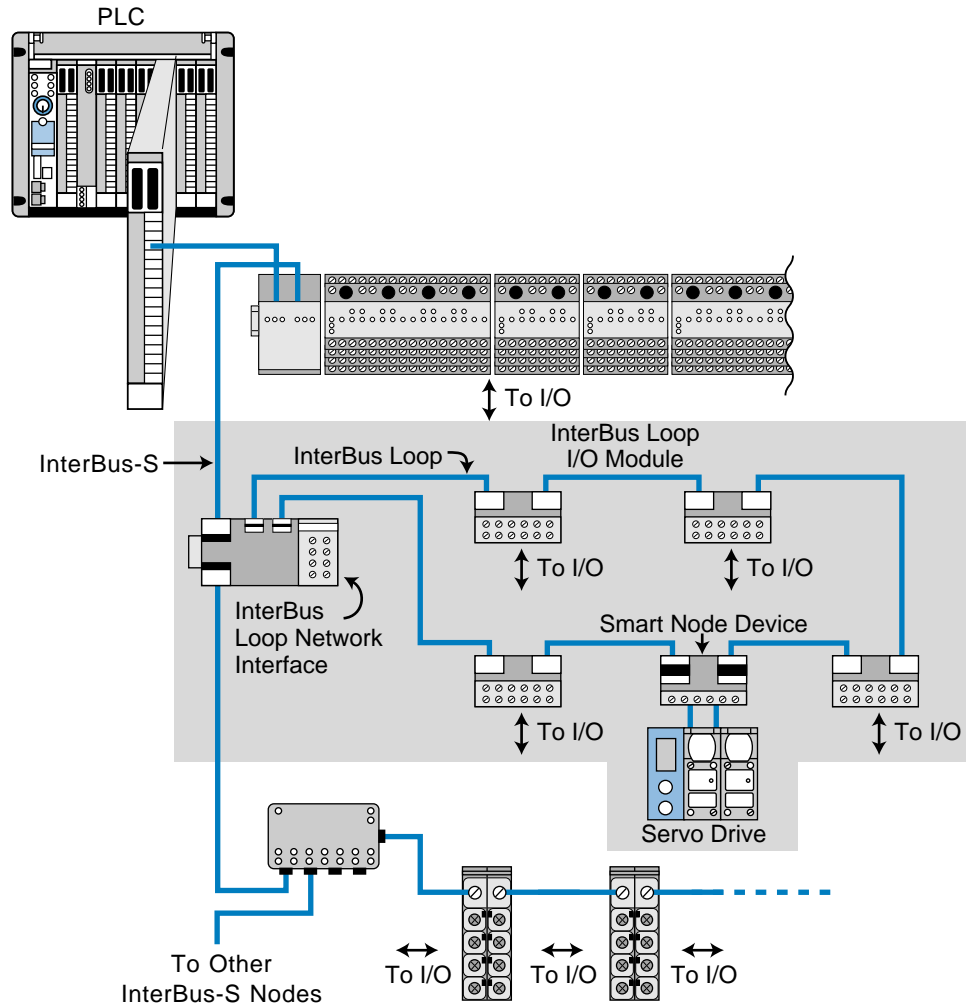 PLC
To I/O
InterBus-S
InterBus Loop
InterBus Loop
I/O Module
To I/O
To I/O
InterBus
Loop Network
Interface
Smart Node Device
To I/O
To I/O
Servo Drive
To I/O
To I/O
To I/O
To Other
InterBus-S Nodes